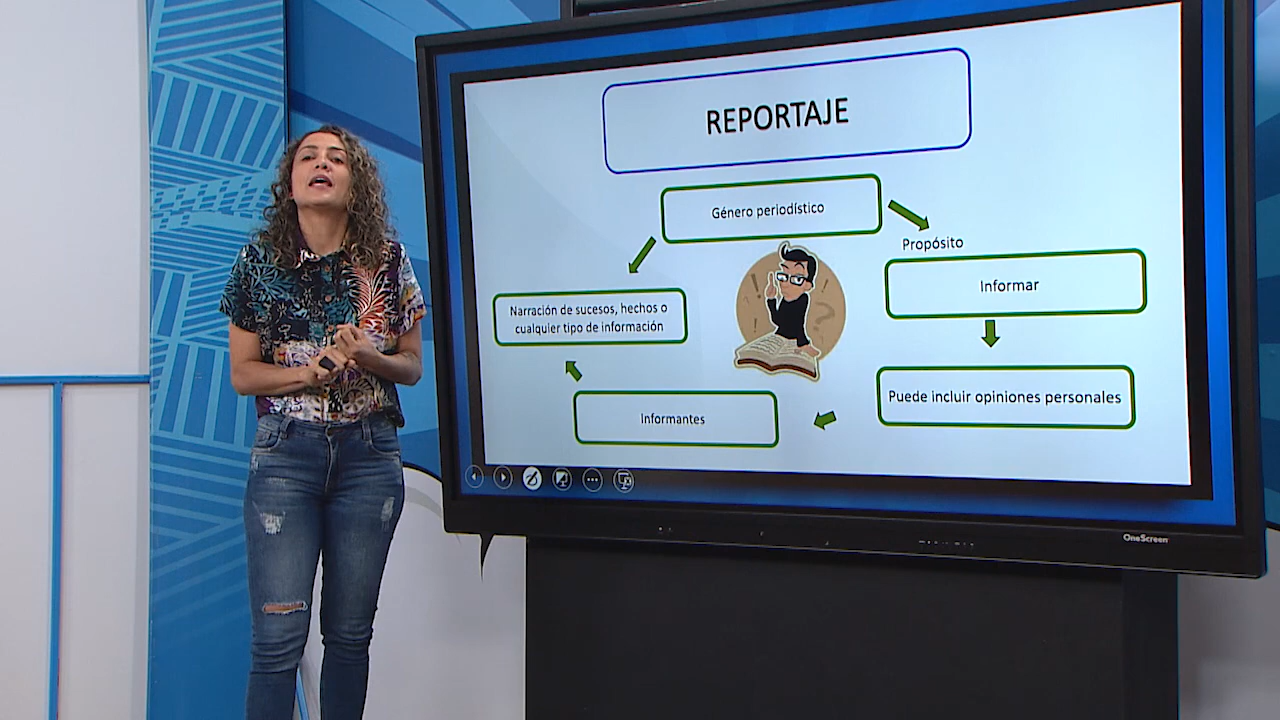 REPORTAJE
Género periodístico
Propósito
Informar
Narración de sucesos, hechos o
cualquier tipo de información
Puede incluir opiniones personales
Informantes
OneScreen